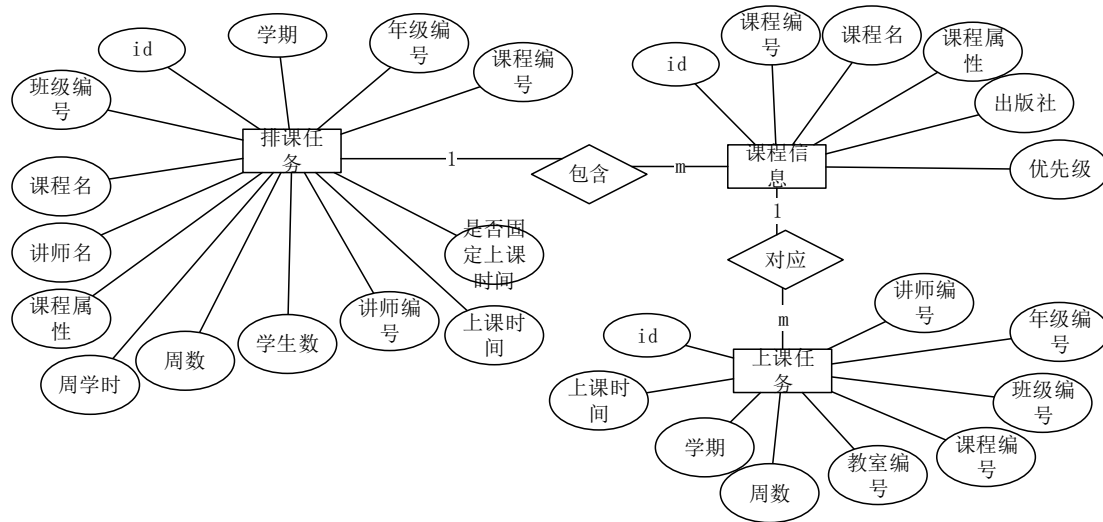 id
学期
年级编
号
课程编
号
班级编
号
排课任
务
课程名
讲师名
课程属
性
周学时
周数
学生数
讲师编
号
上课时
间
是否固
定上课
时间
1
包含
m
id
课程编
号
课程名
课程属
性
出版社
优先级
课程信
息
1
对应
m
id
上课时
间
学期
周数
教室编
号
课程编
号
班级编
号
年级编
号
讲师编
号
上课任
务